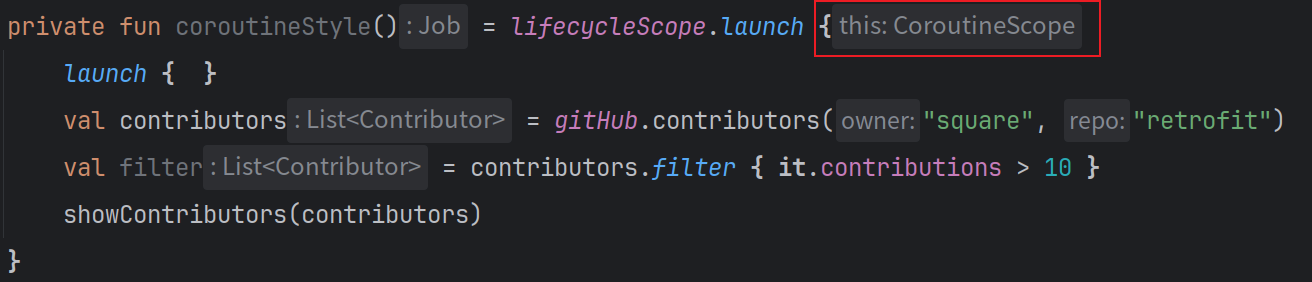 private fun coroutineStyle(): Job = lifecycleScope.launch { this: CoroutineScope
    launch {  }
    val contributors: List<Contributor> = gitHub.contributors( owner: "square", repo: "retrofit")
    val filter: List<Contributor> = contributors.filter { it.contributions > 10 }
    showContributors(contributors)
}